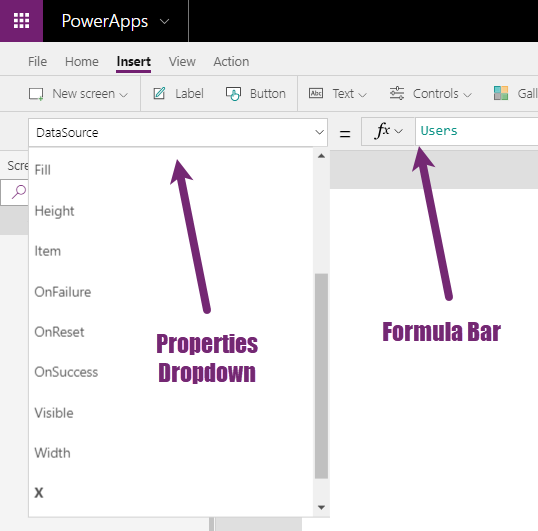 PowerApps
File Home Insert View Action
New screen Label Button Abc Text Controls Gall
DataSource = fx Users
Scre
Fill
Height
Item
OnFailure
OnReset
OnSuccess
Visible
Width
X
Properties
Dropdown
Formula Bar